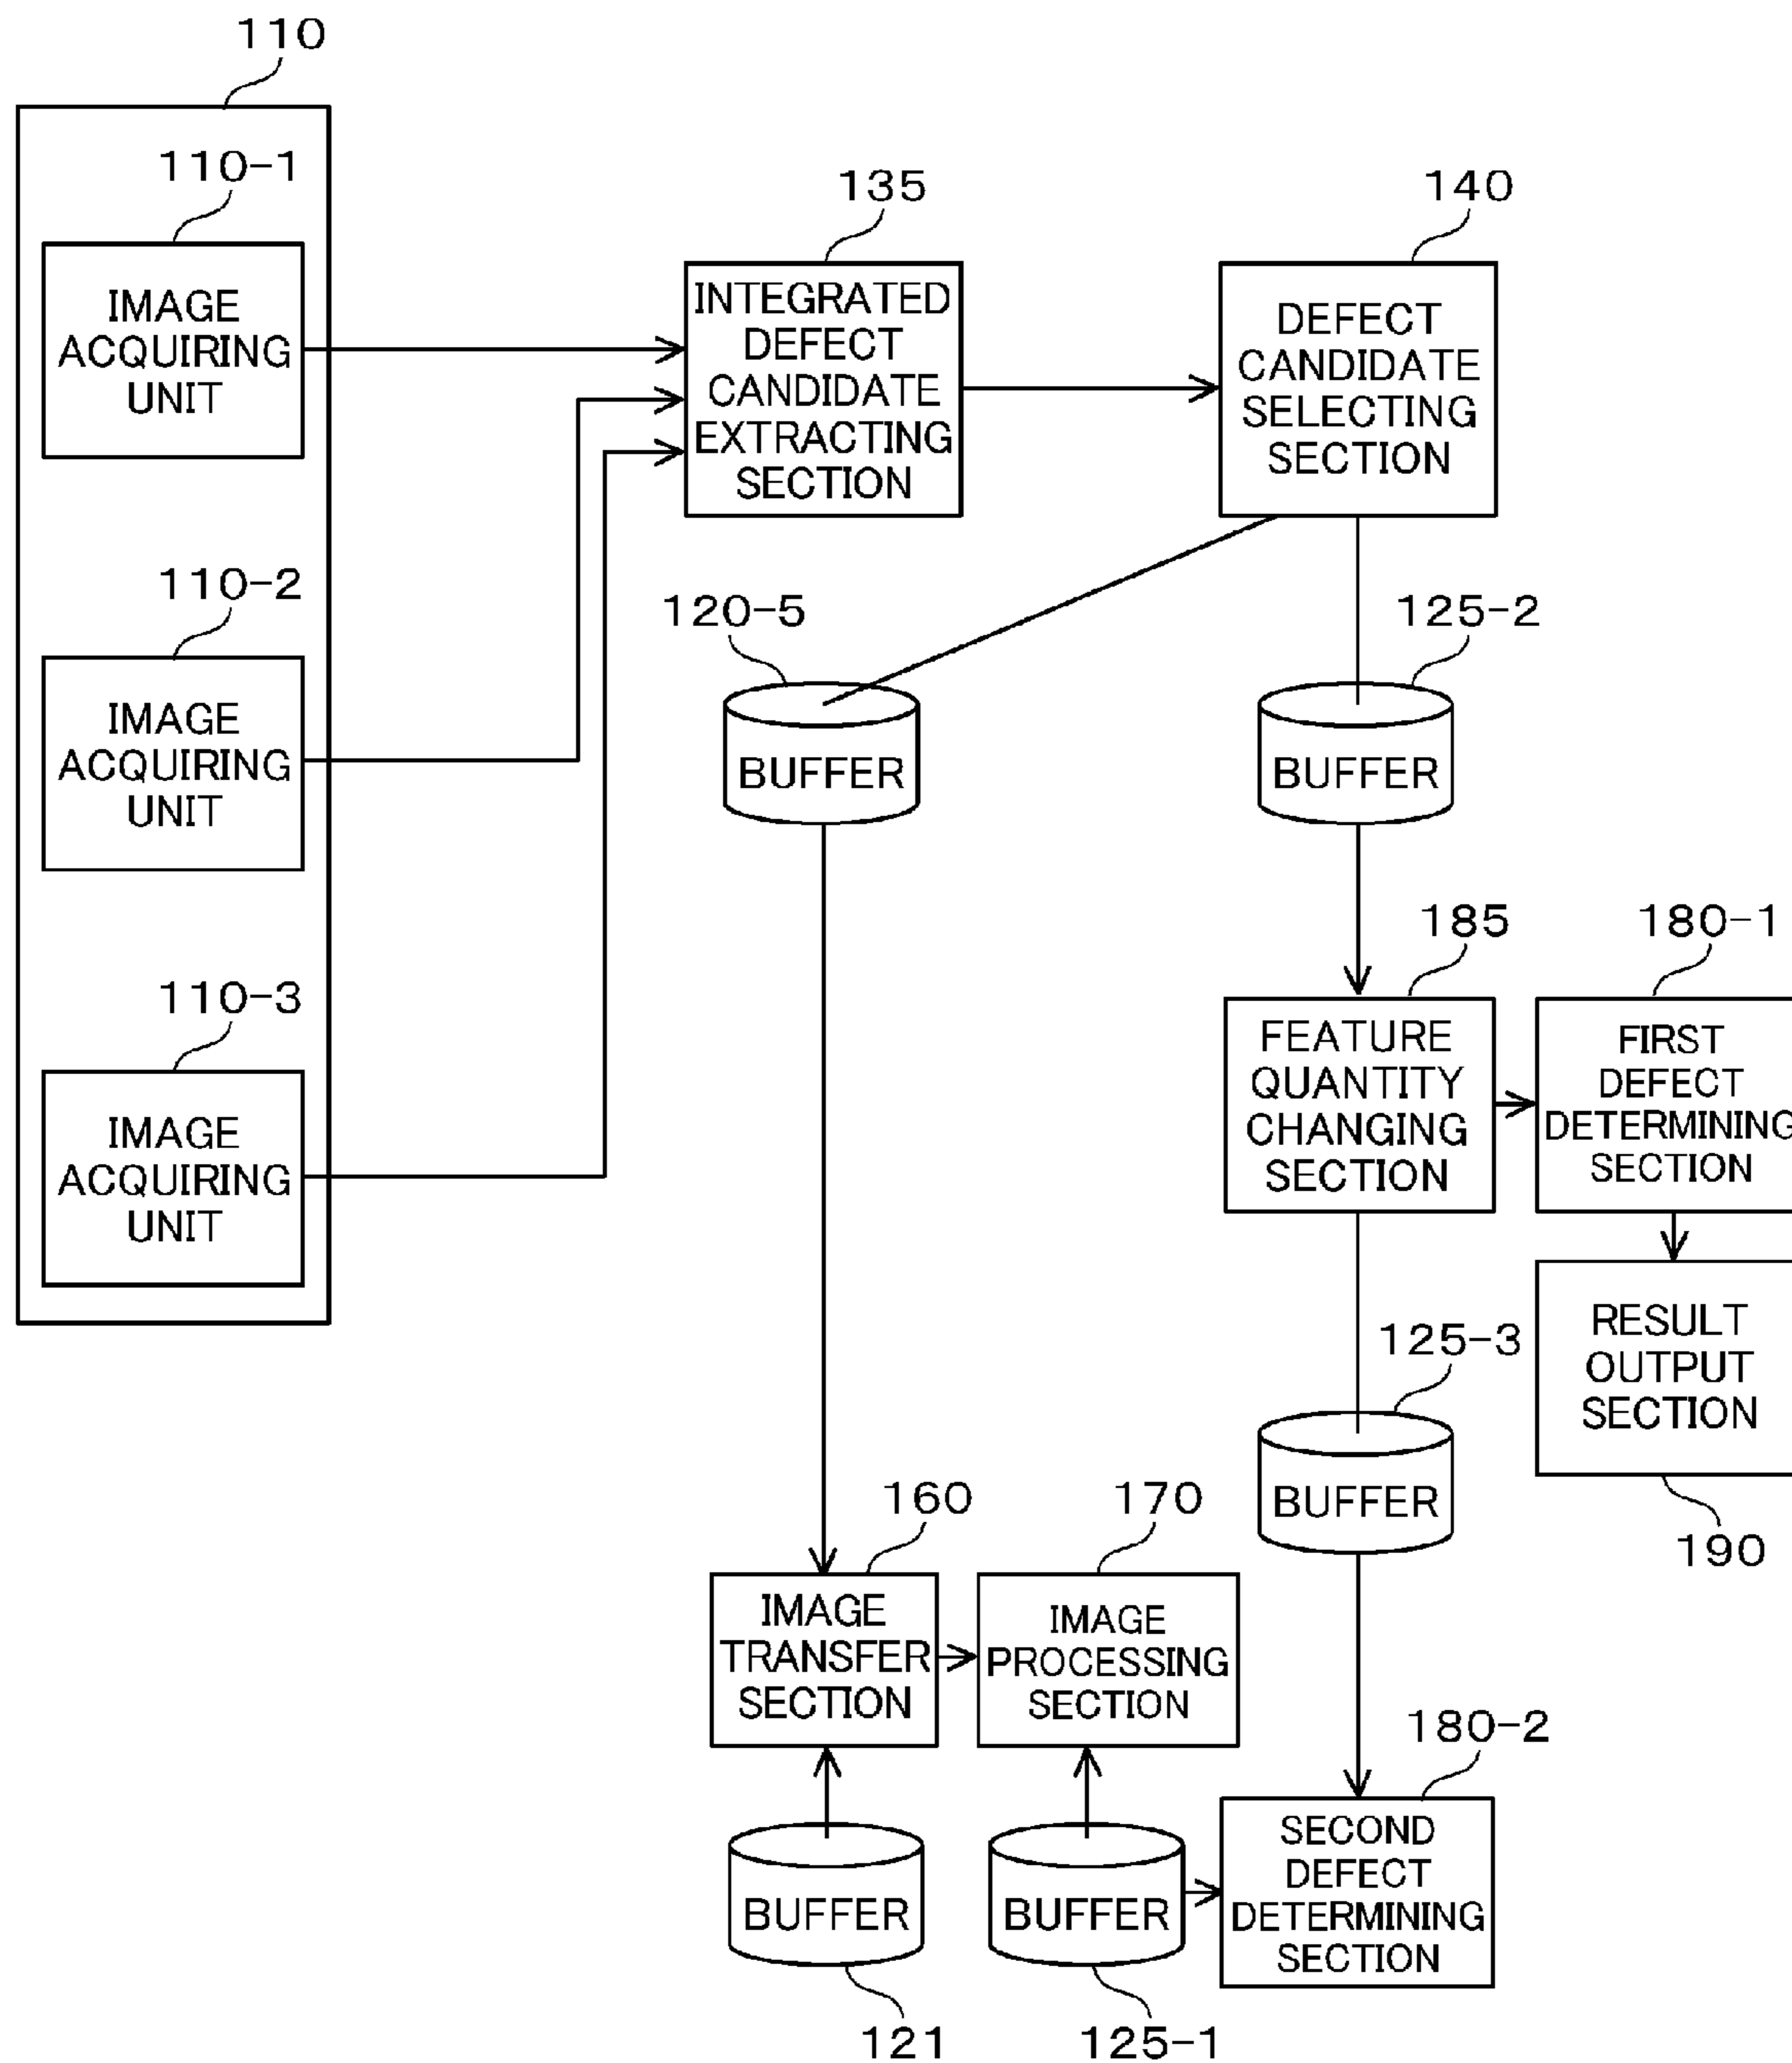 110
110-1
IMAGE
ACQUIRING
UNIT
110-2
IMAGE
ACQUIRING
UNIT
110-3
IMAGE
ACQUIRING
UNIT
135
INTEGRATED
DEFECT
CANDIDATE
EXTRACTING
SECTION
140
DEFECT
CANDIDATE
SELECTING
SECTION
120-5
BUFFER
125-2
BUFFER
185
FEATURE
QUANTITY
CHANGING
SECTION
180-1
FIRST
DEFECT
DETERMINING
SECTION
RESULT
OUTPUT
SECTION
190
125-3
BUFFER
160
IMAGE
TRANSFER
SECTION
170
IMAGE
PROCESSING
SECTION
180-2
SECOND
DEFECT
DETERMINING
SECTION
BUFFER
121
BUFFER
125-1